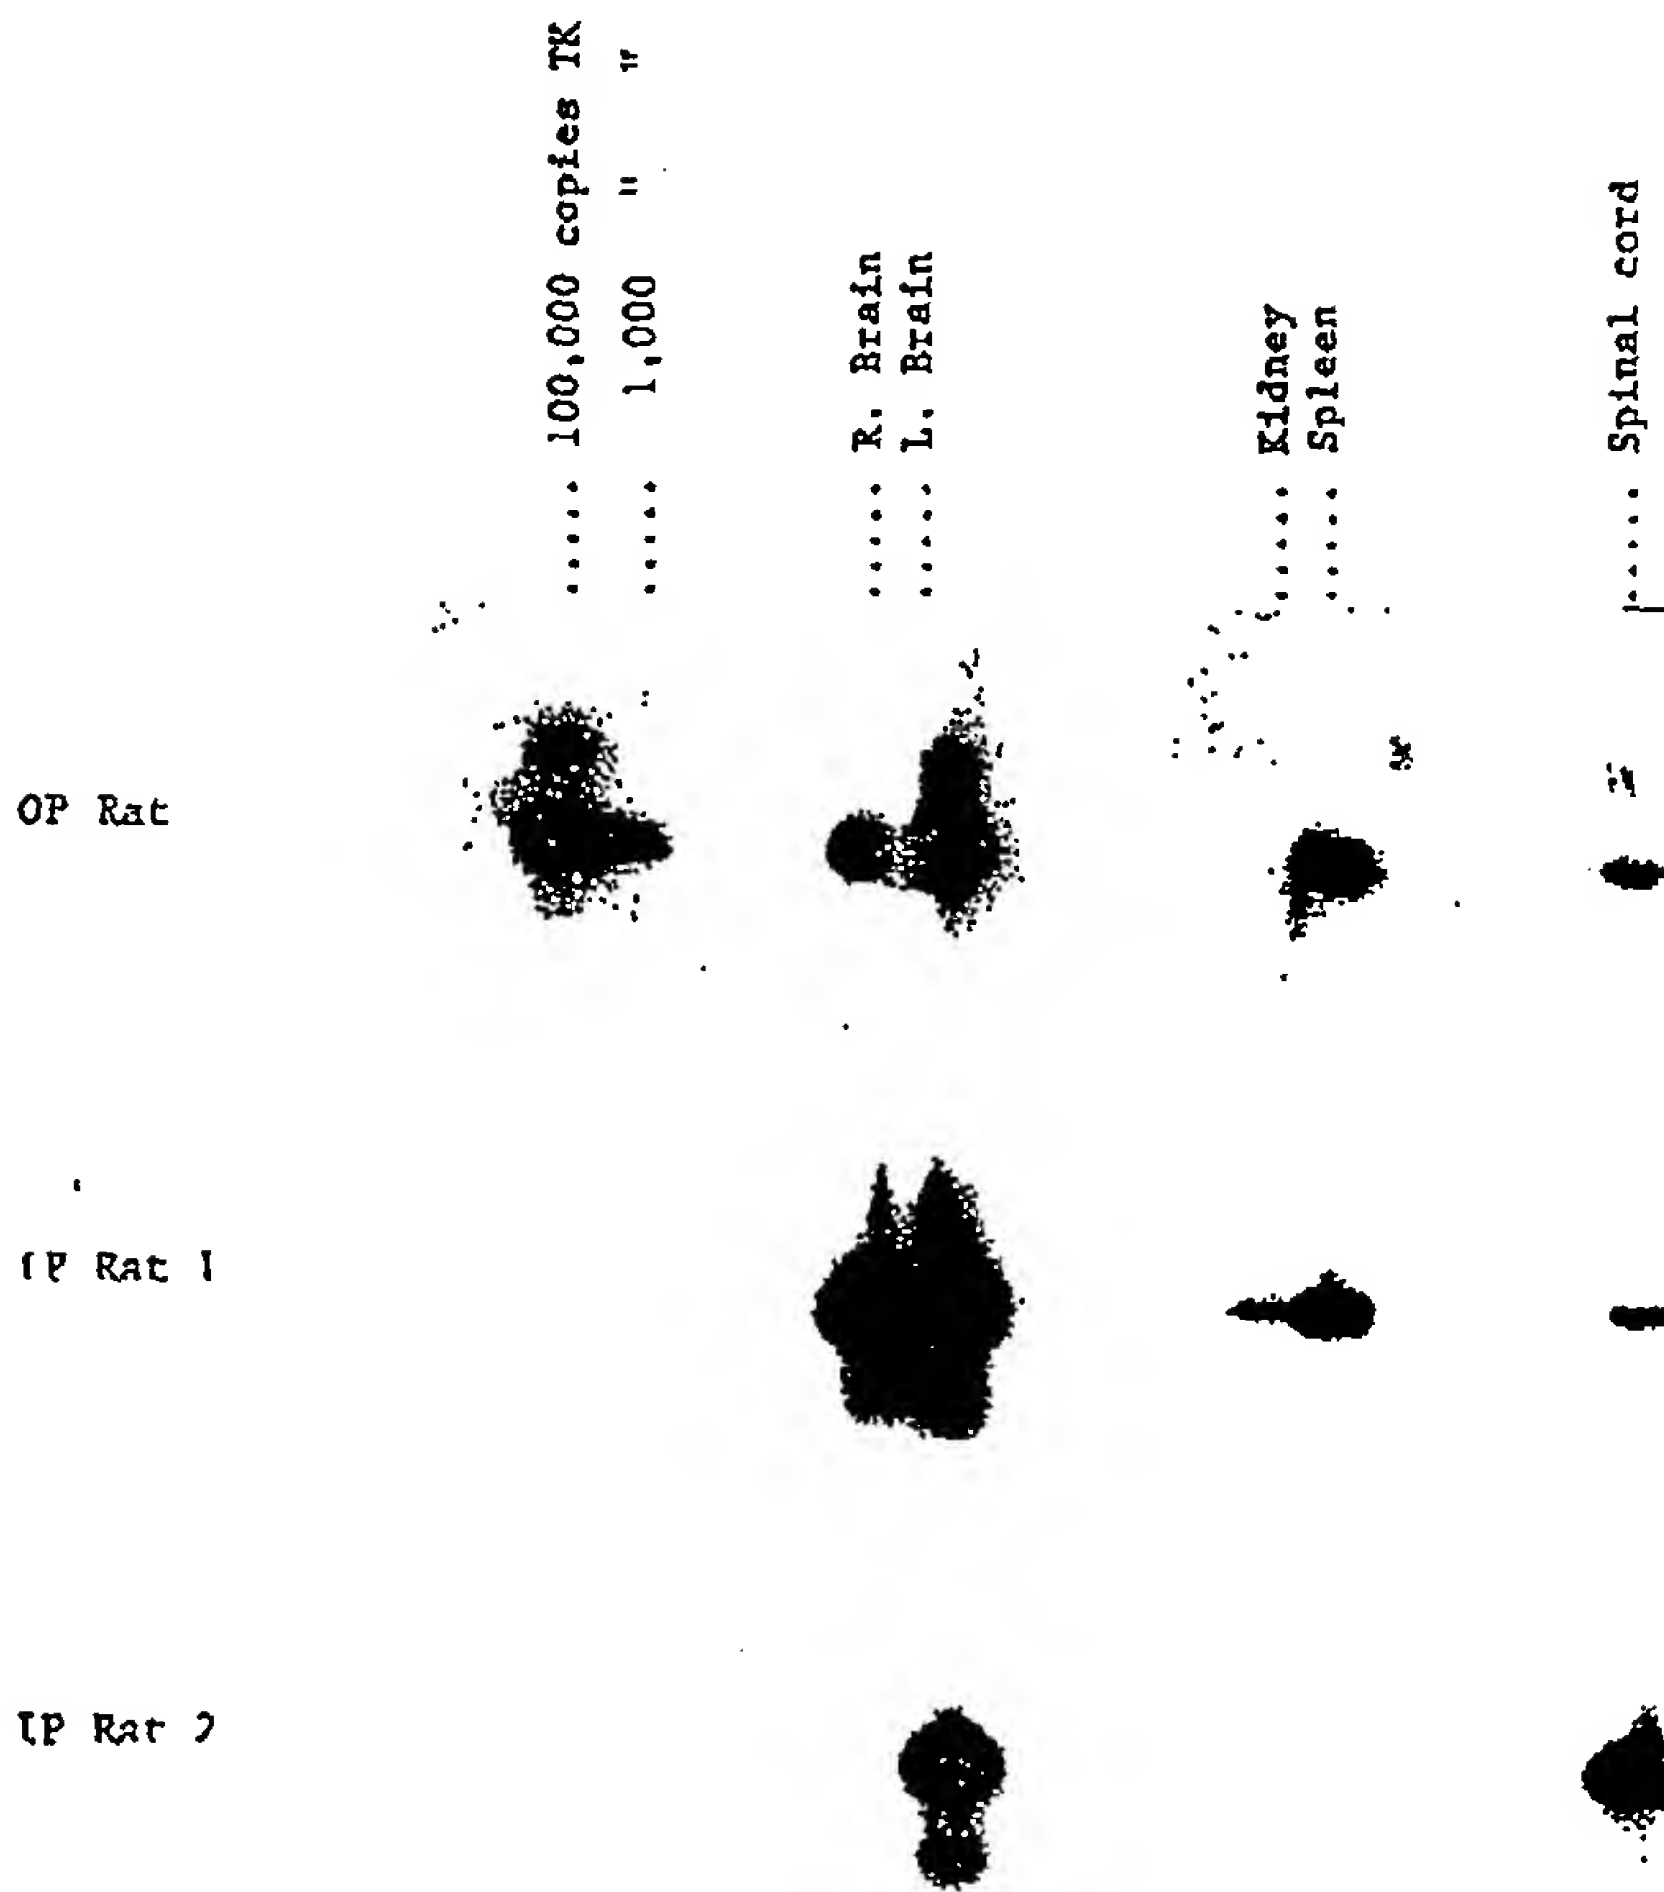 100,000 copies TK
1,000 " "
R. Brain
L. Brain
Kidney
Spleen
Spinal cord
OP Rat
IP Rat 1
IP Rat 2